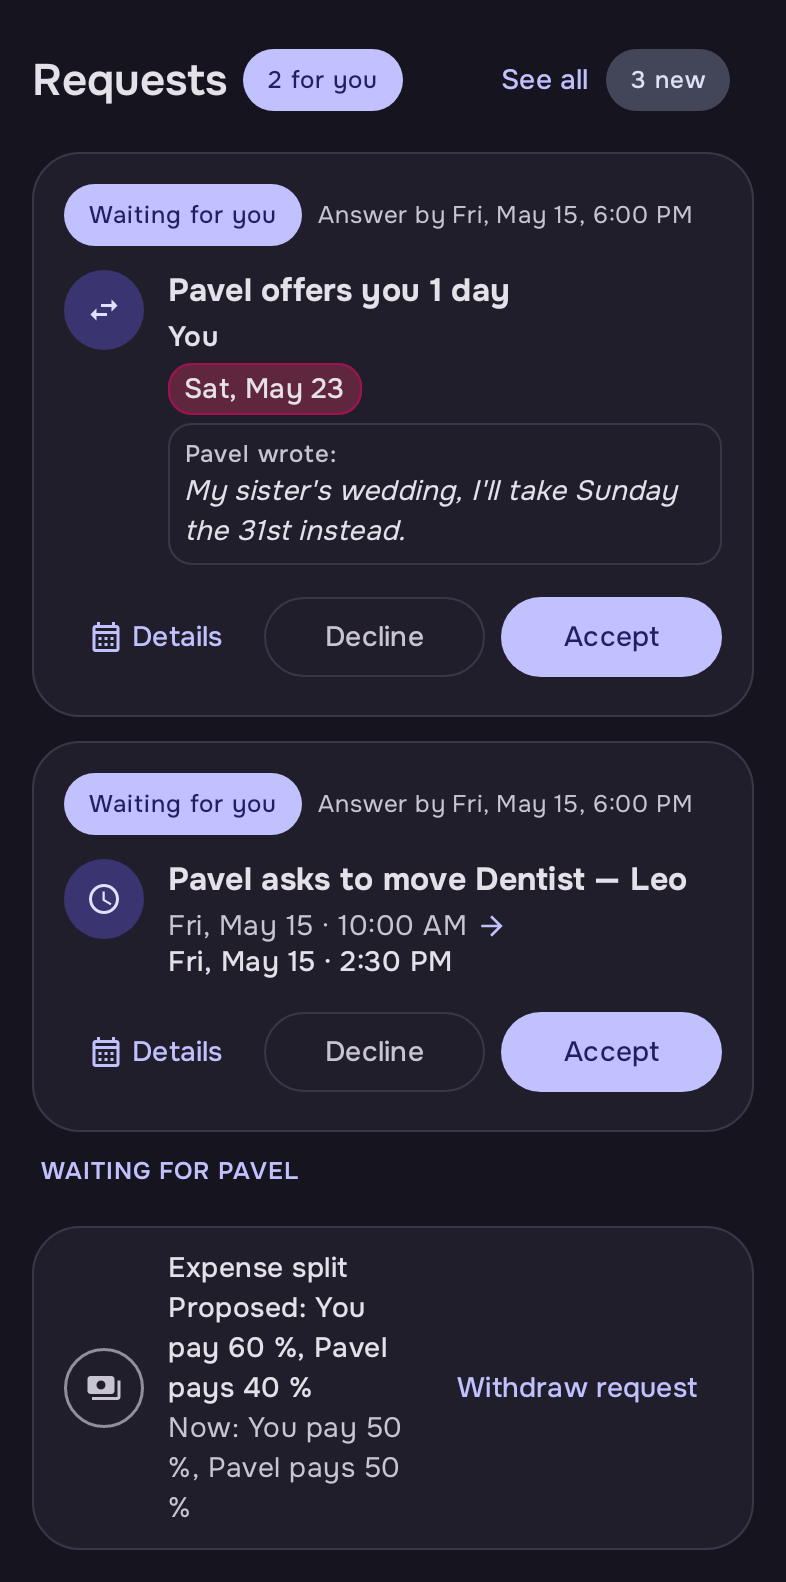 Requests
2 for you
See all
3 new
Waiting for you
Answer by Fri, May 15, 6:00 PM
Pavel offers you 1 day
You
Sat, May 23
Pavel wrote:
My sister's wedding, I'll take Sunday
the 31st instead.
Details
Decline
Accept
Waiting for you
Answer by Fri, May 15, 6:00 PM
Pavel asks to move Dentist — Leo
Fri, May 15 · 10:00 AM →
Fri, May 15 · 2:30 PM
Details
Decline
Accept
WAITING FOR PAVEL
Expense split
Proposed: You
pay 60 %, Pavel
pays 40 %
Now: You pay 50
%, Pavel pays 50
%
Withdraw request